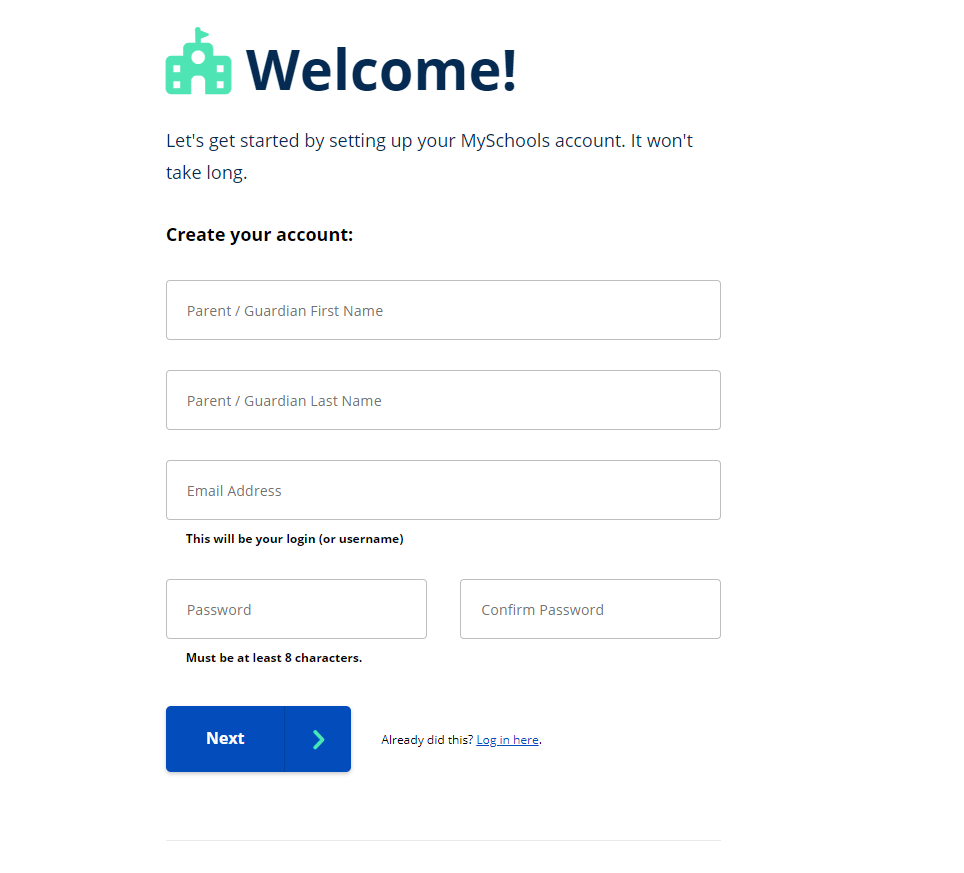 Welcome!
Let's get started by setting up your MySchools account. It won't
take long.
Create your account:
Parent / Guardian First Name
Parent / Guardian Last Name
Email Address
This will be your login (or username)
Password
Confirm Password
Must be at least 8 characters.
Next
Already did this? Log in here.